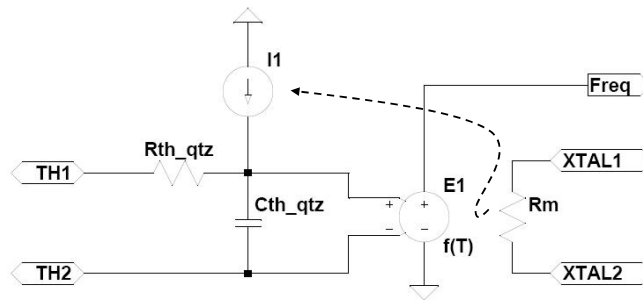 I1
Freq
Rth_qtz
E1
XTAL1
TH1
Cth_qtz
+ +
Rm
- -
f(T)
TH2
XTAL2